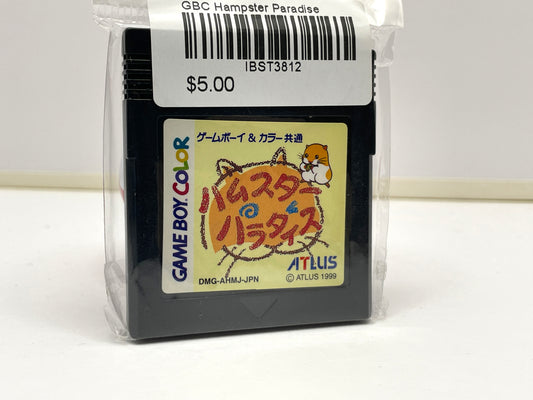 GBC Hampster Paradise
IBST3812
$5.00
ゲームボーイ & カラー共通
GAME BOY COLOR
ハムスター
パラダイス
DMG-AHMJ-JPN
ATLUS
© ATLUS 1999